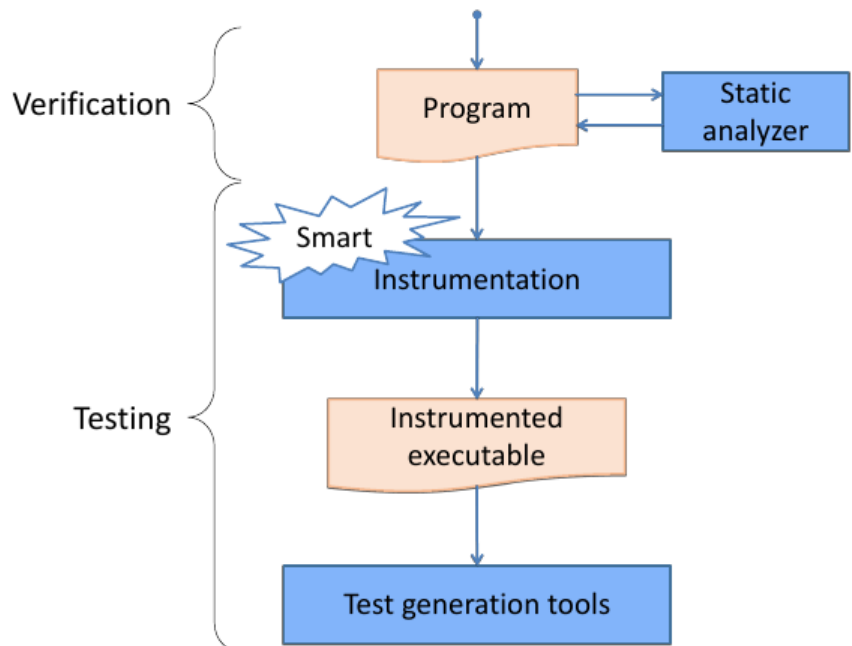 Verification
Program
Static
analyzer
Smart
Instrumentation
Testing
Instrumented
executable
Test generation tools